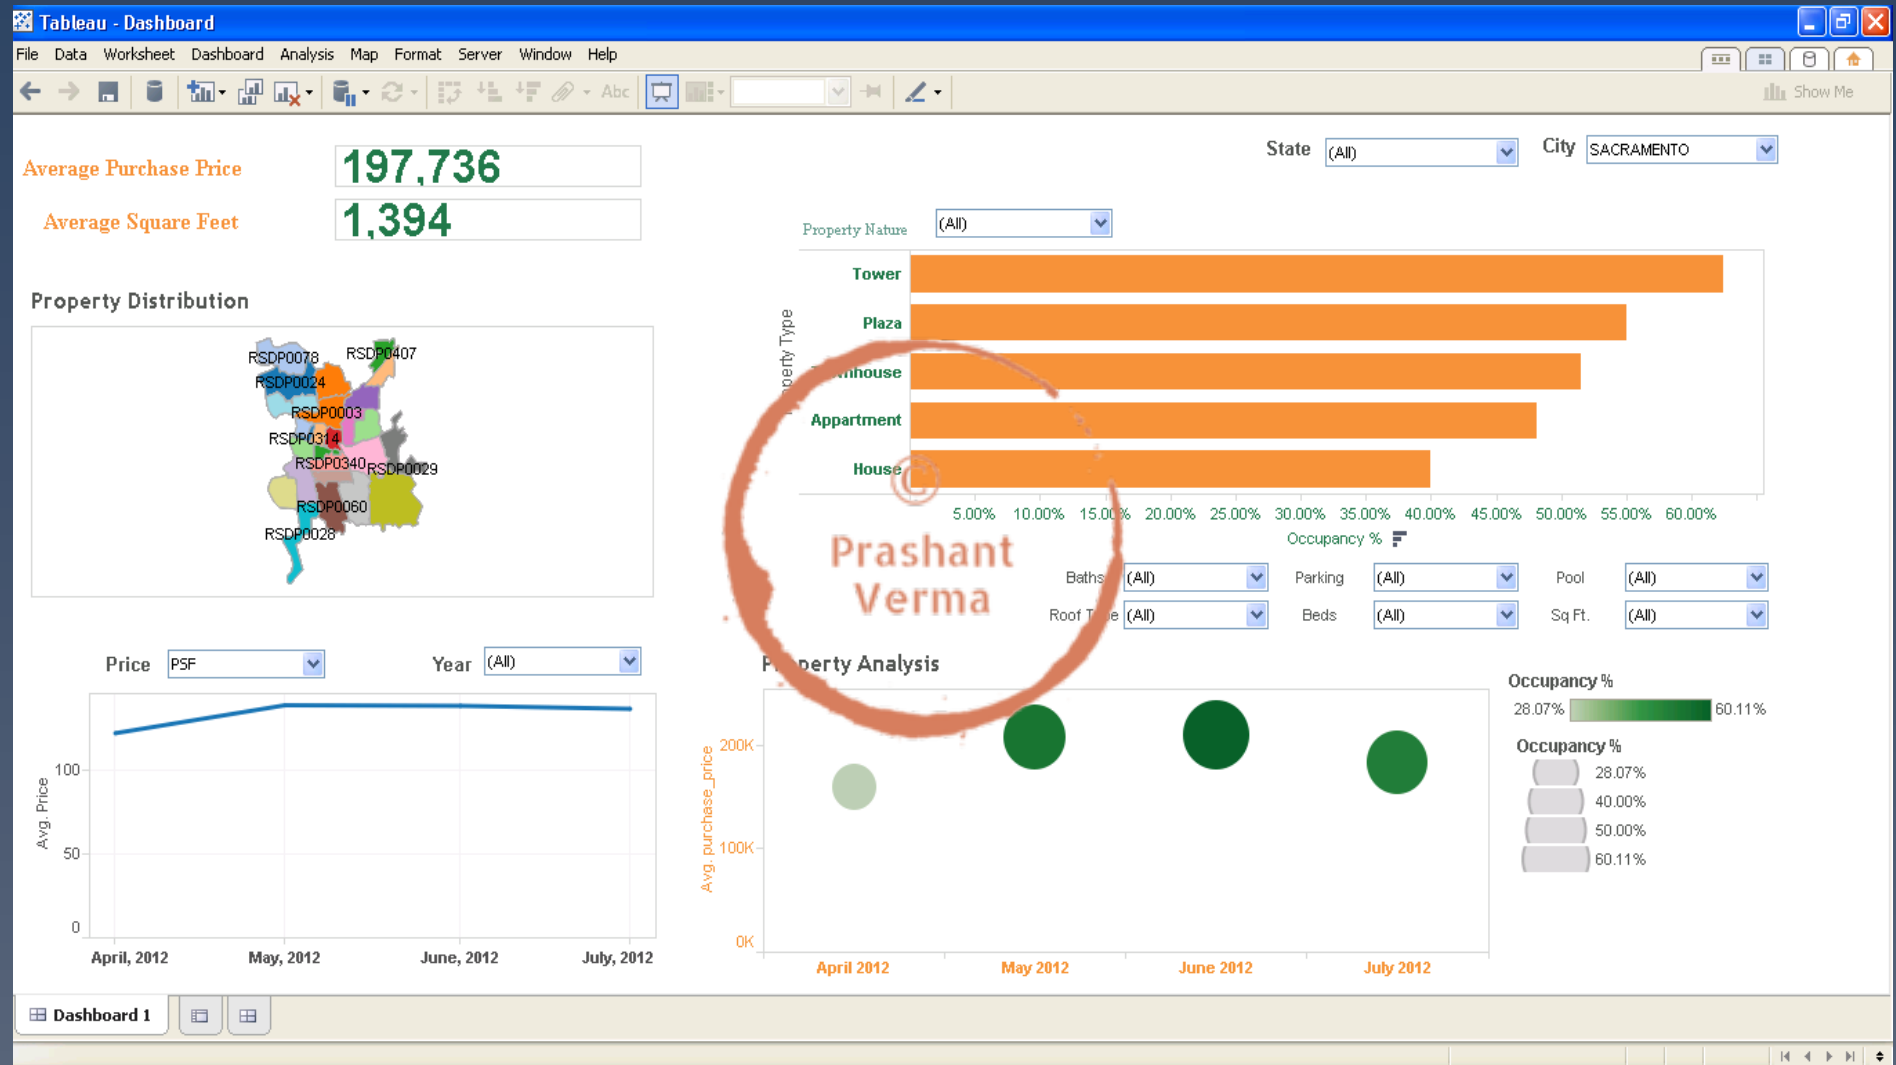 Tableau - Dashboard
File Data Worksheet Dashboard Analysis Map Format Server Window Help
Abc
Show Me
Average Purchase Price 197,736
Average Square Feet 1,394
State (All) City SACRAMENTO
Property Nature (All)
Property Distribution
RSDP0078 RSDP0407
RSDP0024
RSDP0003
RSDP0314
RSDP0340 RSDP0029
RSDP0060
RSDP0028
Property Type
Tower
Plaza
Appartment
House
5.00% 10.00% 15.00% 20.00% 25.00% 30.00% 35.00% 40.00% 45.00% 50.00% 55.00% 60.00%
Occupancy %
©
Prashant
Verma
Baths (All) Parking (All) Pool (All)
Roof Type (All) Beds (All) Sq Ft. (All)
Price PSF Year (All)
Avg. Price
100
50
0
April, 2012 May, 2012 June, 2012 July, 2012
Property Analysis
Avg. purchase_price
200K
100K
0K
April 2012 May 2012 June 2012 July 2012
Occupancy %
28.07% 60.11%
Occupancy %
28.07%
40.00%
50.00%
60.11%
Dashboard 1